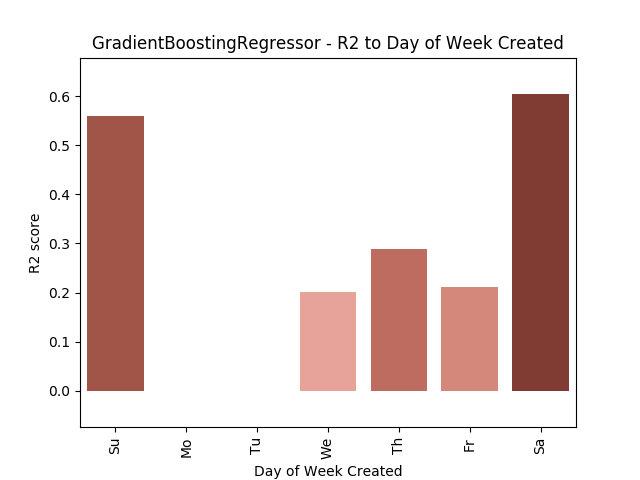 GradientBoostingRegressor - R2 to Day of Week Created
R2 score
0.6
0.5
0.4
0.3
0.2
0.1
0.0
Su
Mo
Tu
We
Th
Fr
Sa
Day of Week Created